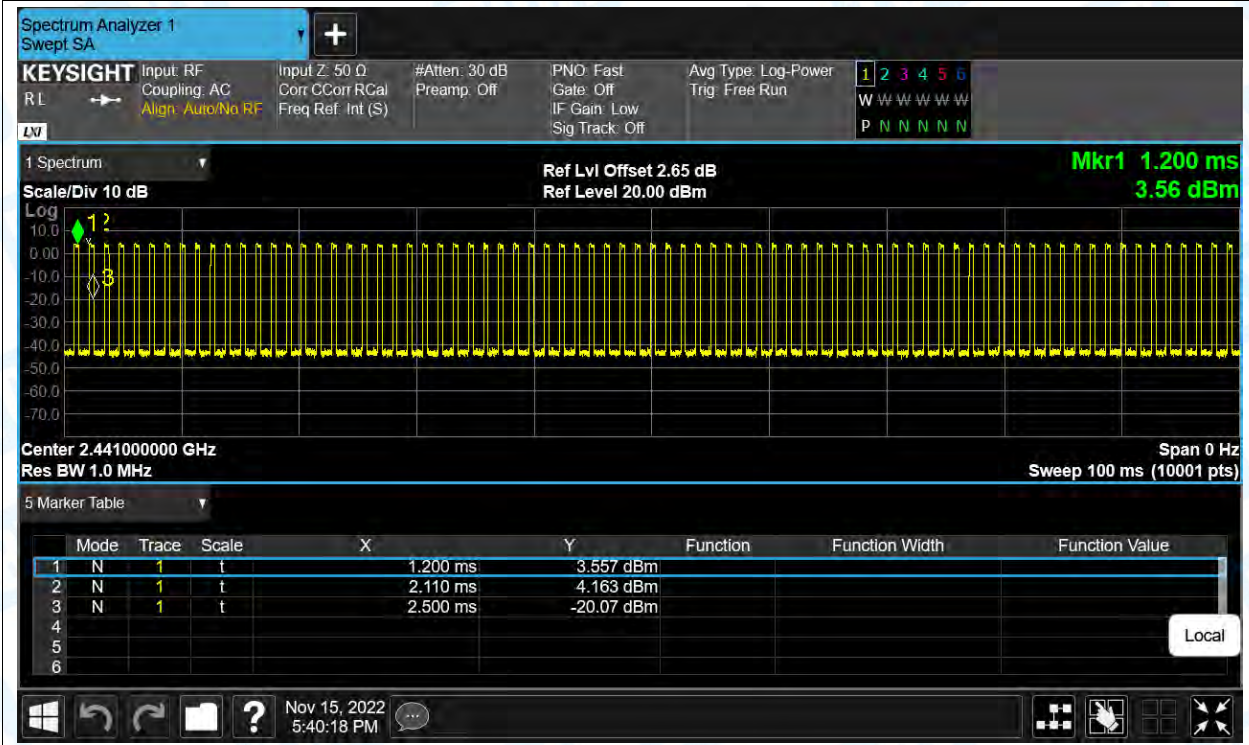 Spectrum Analyzer 1
Swept SA
+
KEYSIGHT Input: RF Input Z: 50 Ω #Atten: 30 dB PNO: Fast Avg Type: Log-Power 1 2 3 4 5 6
R L Coupling: AC Corr CCorr RCal Preamp: Off Gate: Off Trig: Free Run W W W W W W
Align: Auto/No RF Freq Ref: Int (S) IF Gain: Low P N N N N N
LXI Sig Track: Off
1 Spectrum Ref Lvl Offset 2.65 dB Mkr1 1.200 ms
Scale/Div 10 dB Ref Level 20.00 dBm 3.56 dBm
Log
10.0 1 2
0.00
-10.0 3
-20.0
-30.0
-40.0
-50.0
-60.0
-70.0
Center 2.441000000 GHz Span 0 Hz
Res BW 1.0 MHz Sweep 100 ms (10001 pts)
5 Marker Table
Mode Trace Scale X Y Function Function Width Function Value
1 N 1 t 1.200 ms 3.557 dBm
2 N 1 t 2.110 ms 4.163 dBm
3 N 1 t 2.500 ms -20.07 dBm
4
5
6
Local
? Nov 15, 2022
5:40:18 PM